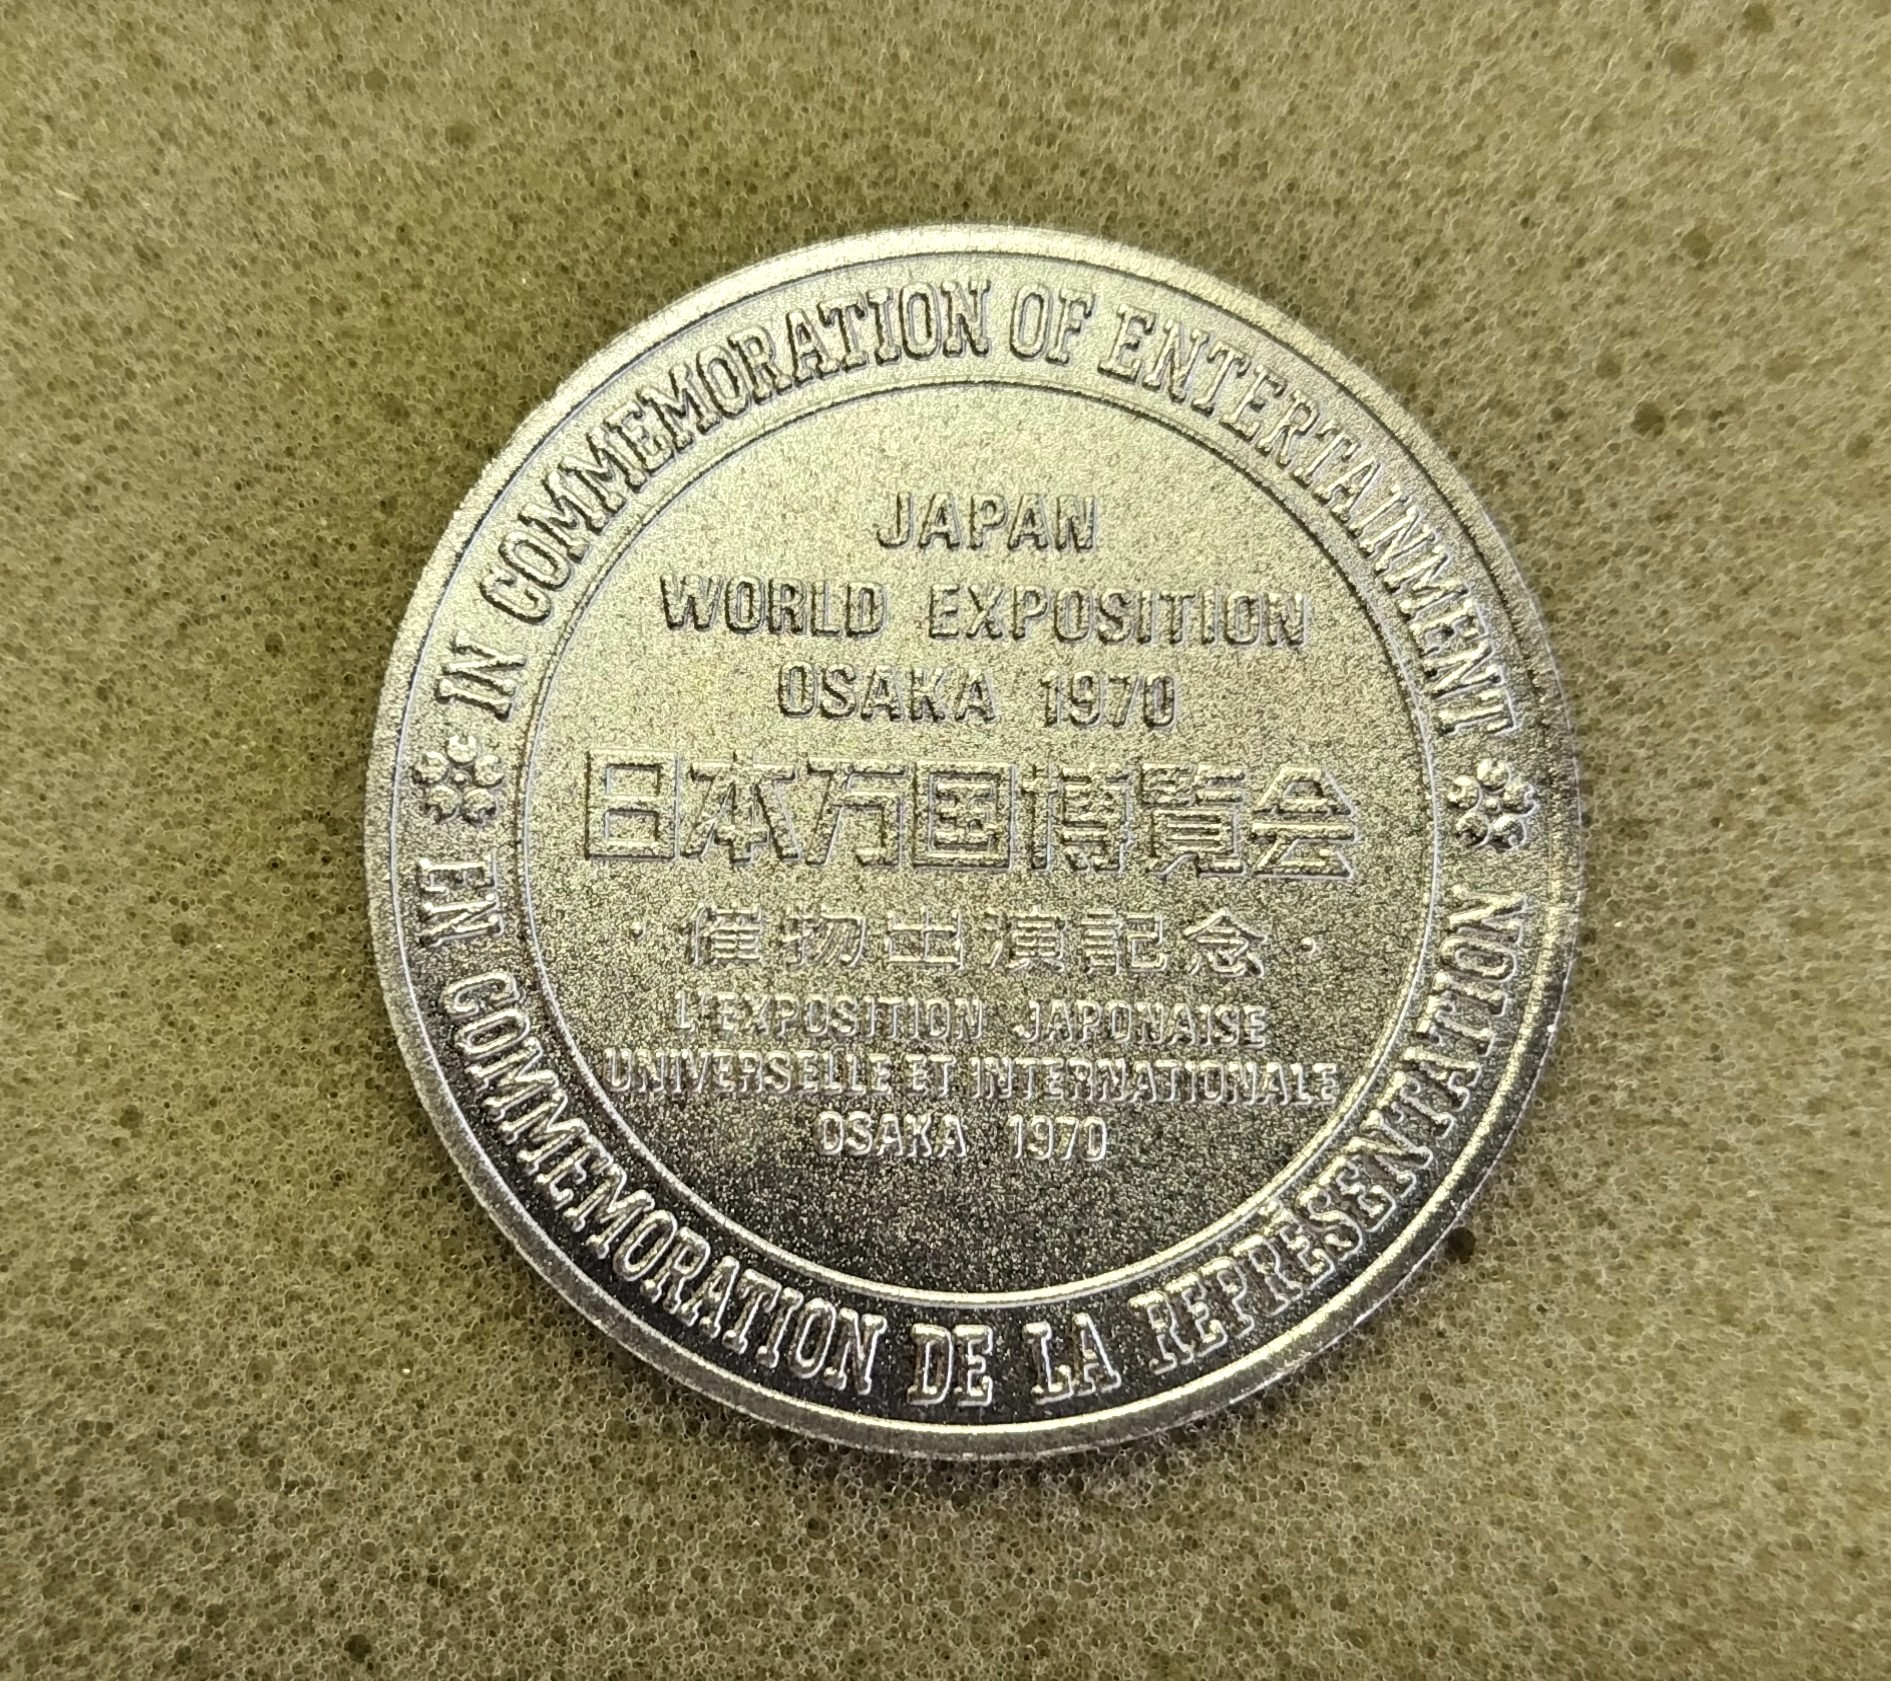 IN COMMEMORATION OF ENTERTAINMENT
JAPAN
WORLD EXPOSITION
OSAKA 1970
日本万国博覧会
・催物出演記念・
L'EXPOSITION JAPONAISE
UNIVERSELLE ET INTERNATIONALE
OSAKA 1970
EN COMMEMORATION DE LA REPRÉSENTATION